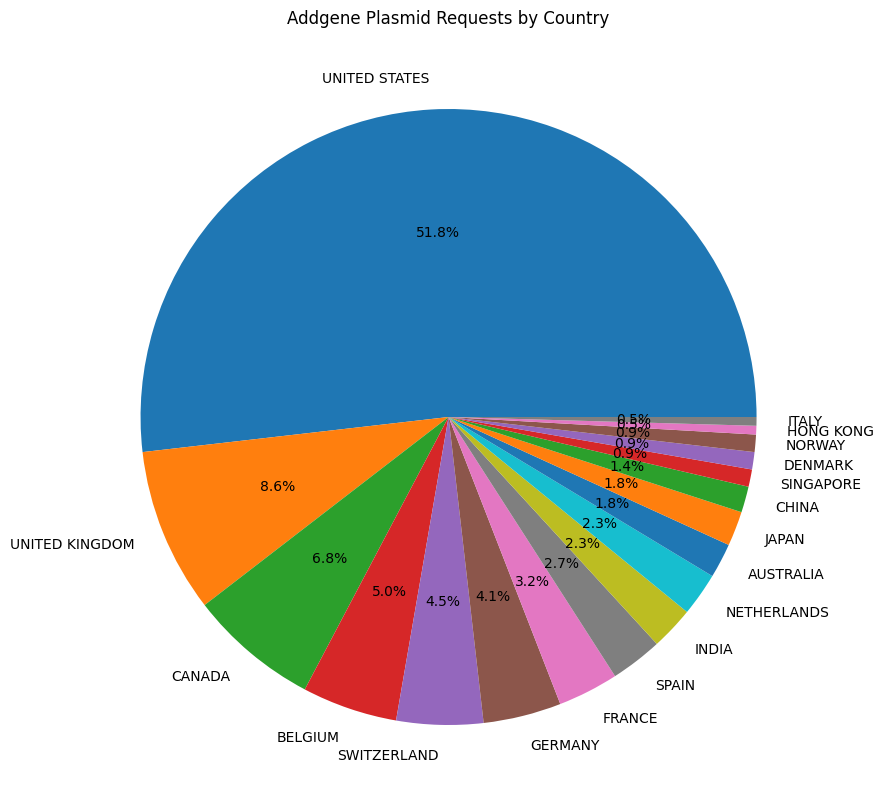 Addgene Plasmid Requests by Country
UNITED STATES
51.8%
UNITED KINGDOM
8.6%
CANADA
6.8%
BELGIUM
5.0%
SWITZERLAND
4.5%
GERMANY
4.1%
FRANCE
3.2%
SPAIN
2.7%
INDIA
2.3%
NETHERLANDS
2.3%
AUSTRALIA
1.8%
JAPAN
1.8%
CHINA
1.4%
SINGAPORE
0.9%
DENMARK
0.9%
NORWAY
0.9%
HONG KONG
0.5%
ITALY
0.5%